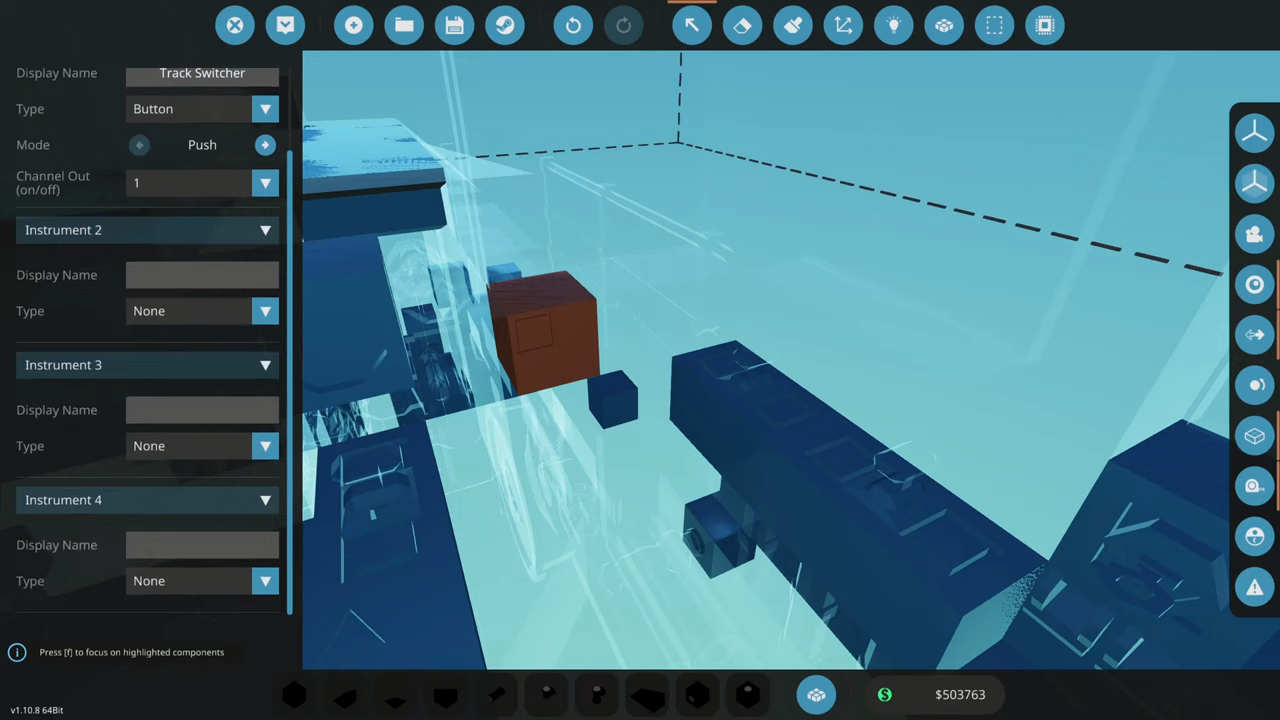 Display Name Track Switcher
Type Button
Mode Push
Channel Out
(on/off) 1
Instrument 2
Display Name
Type None
Instrument 3
Display Name
Type None
Instrument 4
Display Name
Type None
Press [f] to focus on highlighted components
v1.10.8 64Bit
$ $503763